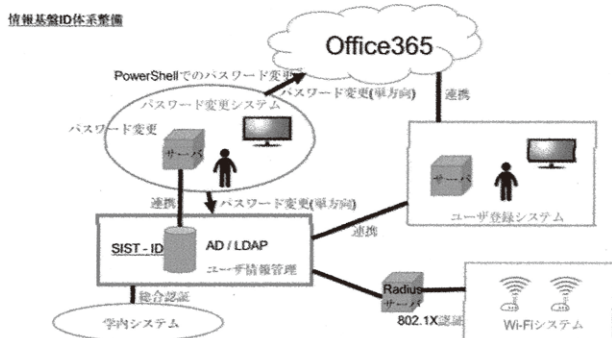 情報基盤ID体系整備
Office365
PowerShellでのパスワード変更
パスワード変更(単方向)
パスワード変更システム
連携
パスワード変更
サーバ
サーバ
ユーザ登録システム
連携
パスワード変更(単方向)
連携
SIST - ID
AD / LDAP
ユーザ情報管理
Radius
サーバ
802.1X認証
Wi-Fiシステム
総合認証
学内システム